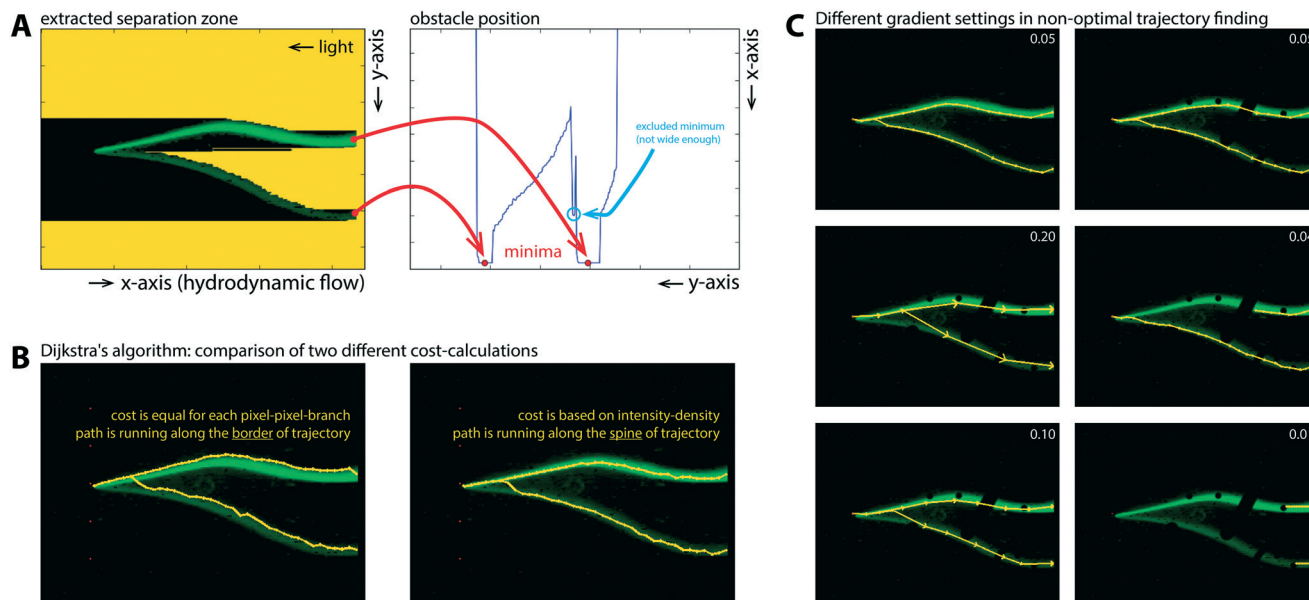 A
extracted separation zone
← light
← y-axis
→ x-axis (hydrodynamic flow)
obstacle position
← x-axis
excluded minimum
(not wide enough)
minima
← y-axis
B
Dijkstra's algorithm: comparison of two different cost-calculations
cost is equal for each pixel-pixel-branch
path is running along the border of trajectory
cost is based on intensity-density
path is running along the spine of trajectory
C
Different gradient settings in non-optimal trajectory finding
0.05
0.20
0.04
0.10